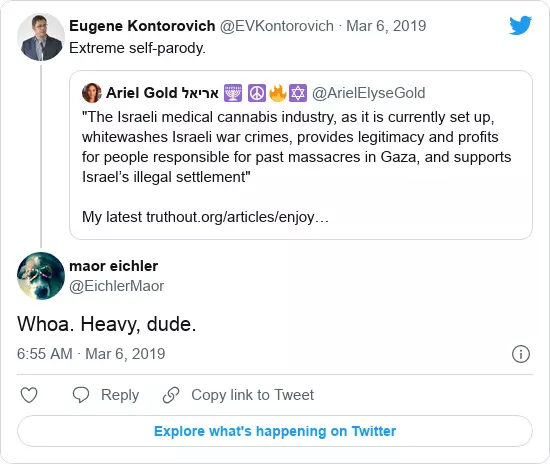 Eugene Kontorovich @EVKontorovich · Mar 6, 2019
Extreme self-parody.
Ariel Gold אריאל 🕎 ☮️🔥✡️ @ArielElyseGold
"The Israeli medical cannabis industry, as it is currently set up,
whitewashes Israeli war crimes, provides legitimacy and profits
for people responsible for past massacres in Gaza, and supports
Israel’s illegal settlement"
My latest truthout.org/articles/enjoy…
maor eichler
@EichlerMaor
Whoa. Heavy, dude.
6:55 AM · Mar 6, 2019
Reply
Copy link to Tweet
Explore what's happening on Twitter